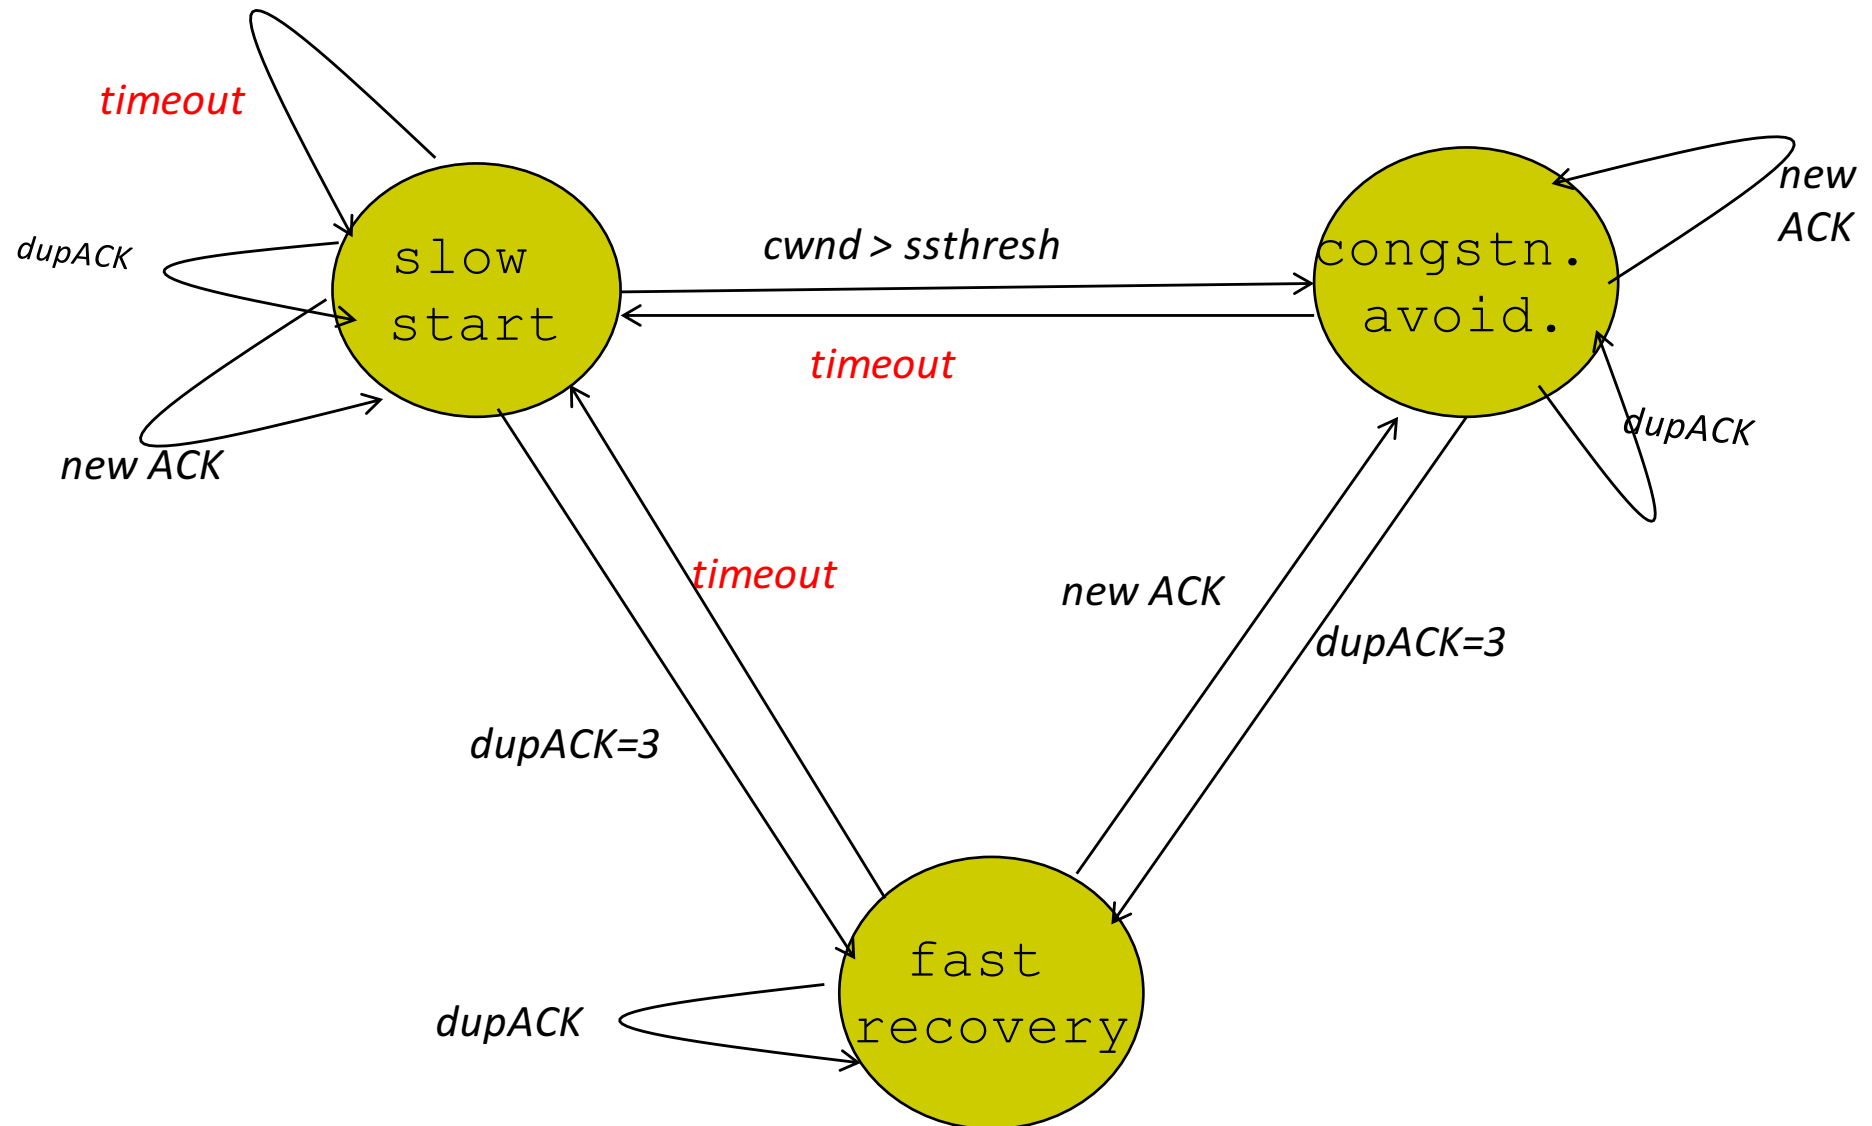 timeout
new
ACK
dupACK
slow
start
cwnd > ssthresh
congstn.
avoid.
timeout
dupACK
new ACK
timeout
new ACK
dupACK=3
dupACK=3
fast
recovery
dupACK